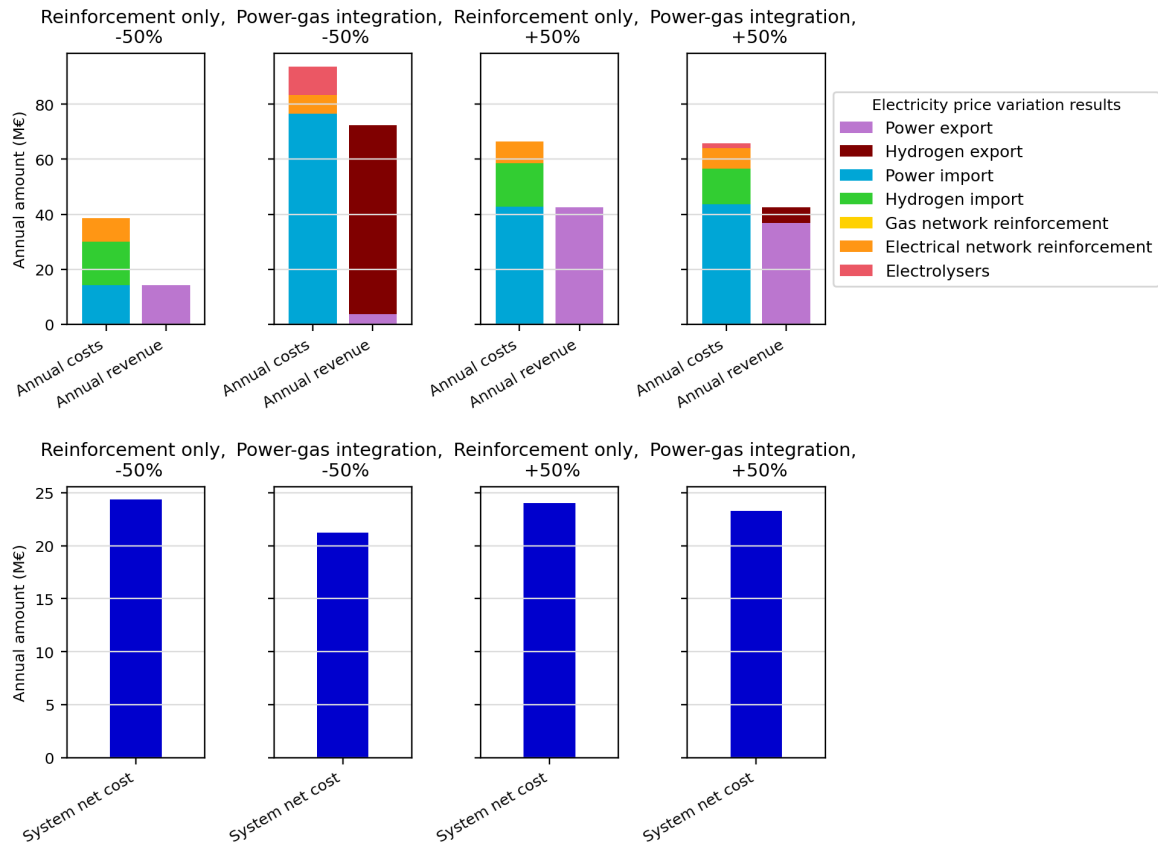 Reinforcement only,
-50%
Power-gas integration,
-50%
Reinforcement only,
+50%
Power-gas integration,
+50%
Annual amount (M€)
80
60
40
20
0
Annual costs
Annual revenue
Annual costs
Annual revenue
Annual costs
Annual revenue
Annual costs
Annual revenue
Electricity price variation results
Power export
Hydrogen export
Power import
Hydrogen import
Gas network reinforcement
Electrical network reinforcement
Electrolysers
Reinforcement only,
-50%
Power-gas integration,
-50%
Reinforcement only,
+50%
Power-gas integration,
+50%
Annual amount (M€)
25
20
15
10
5
0
System net cost
System net cost
System net cost
System net cost